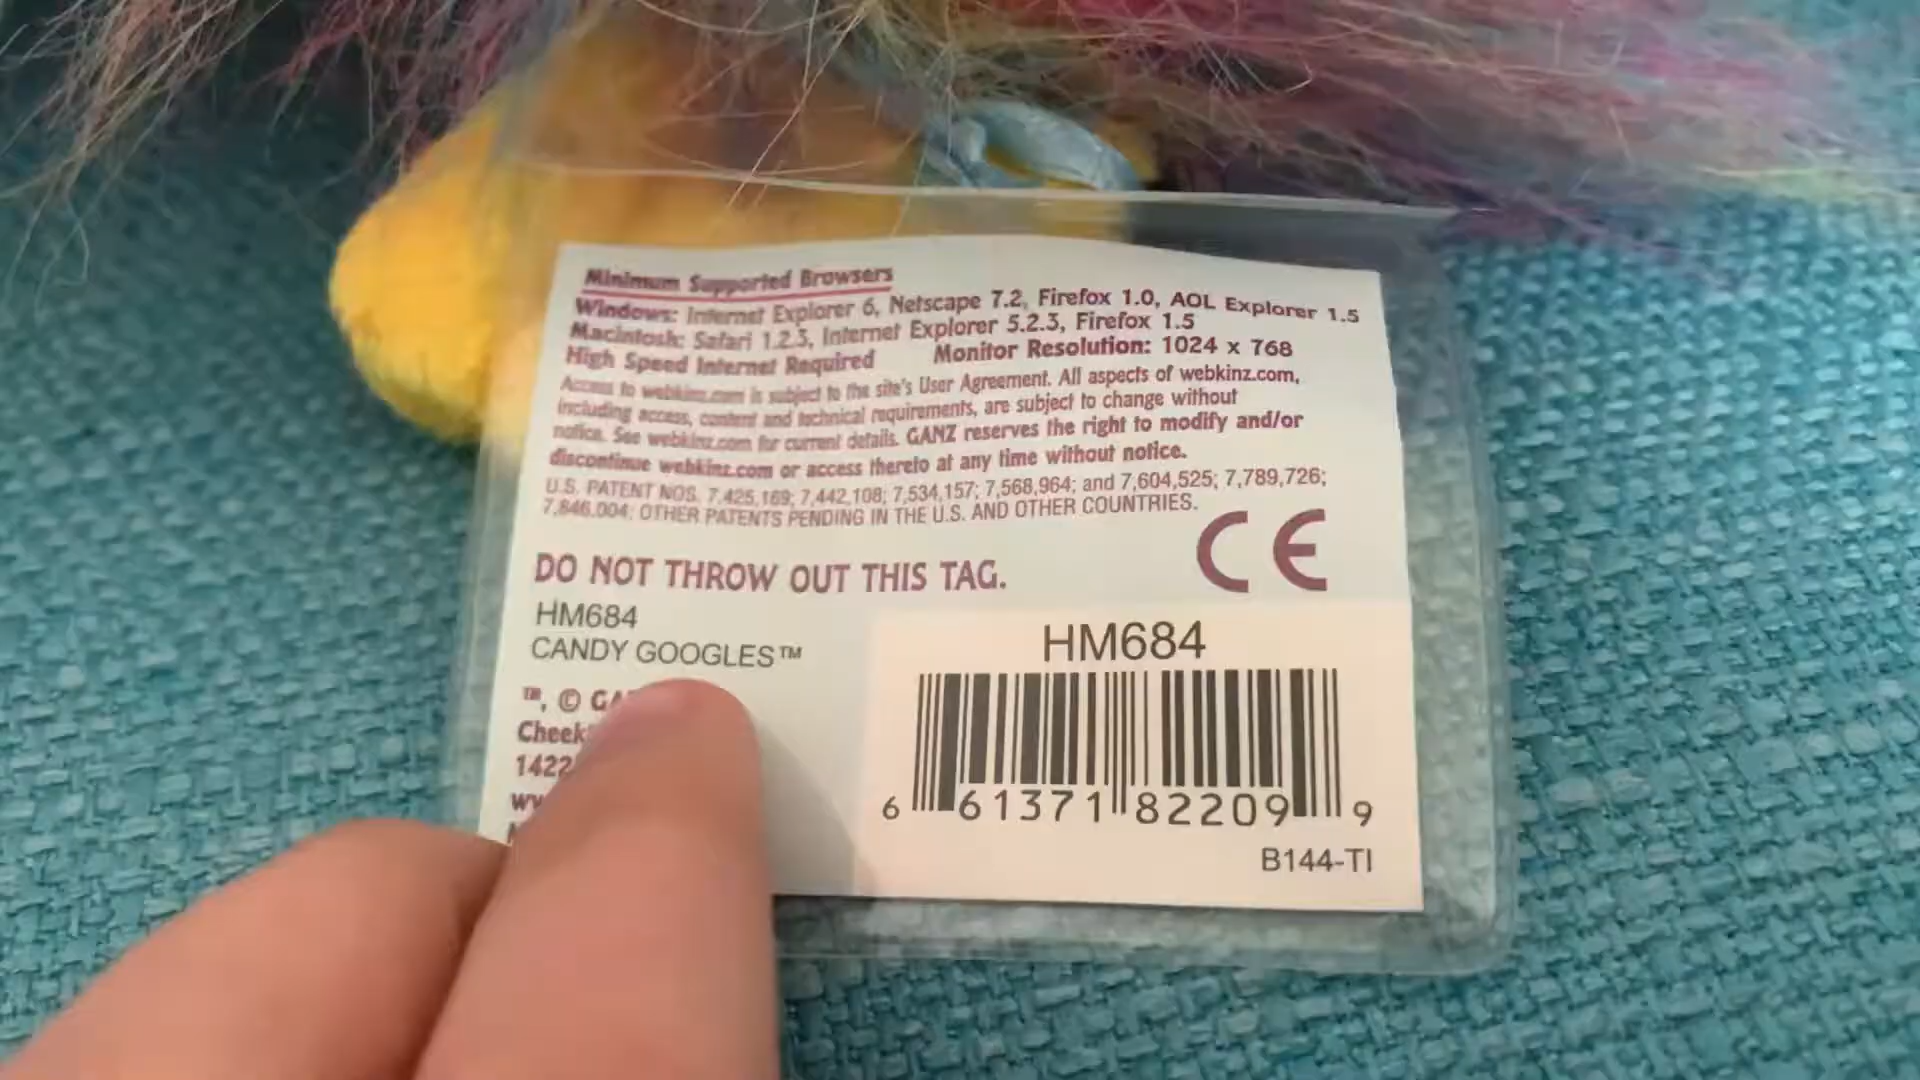 Minimum Supported Browsers
Windows: Internet Explorer 6, Netscape 7.2, Firefox 1.0, AOL Explorer 1.5
Macintosh: Safari 1.2.3, Internet Explorer 5.2.3, Firefox 1.5
High Speed Internet Required Monitor Resolution: 1024 x 768
Access to webkinz.com is subject to the site's User Agreement. All aspects of webkinz.com,
including access, content and technical requirements, are subject to change without
notice. See webkinz.com for current details. GANZ reserves the right to modify and/or
discontinue webkinz.com or access thereto at any time without notice.
U.S. PATENT NOS. 7,425,169; 7,442,108; 7,534,157; 7,568,964; and 7,604,525; 7,789,726;
7,846.004; OTHER PATENTS PENDING IN THE U.S. AND OTHER COUNTRIES.
CE
DO NOT THROW OUT THIS TAG.
HM684
CANDY GOOGLES™
™, © GA
Cheek
1422
HM684
6 61371 82209 9
B144-TI